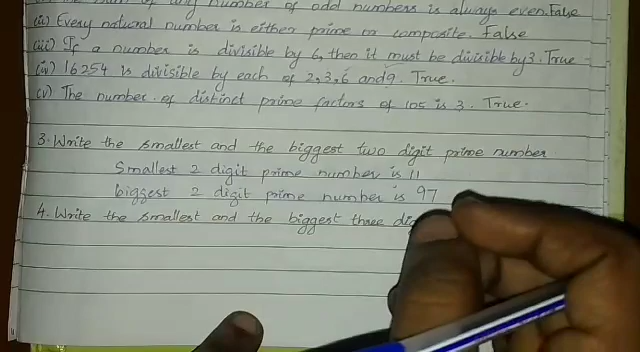 number of odd numbers is always even. False
(ii) Every natural number is either prime or composite. False
(iii) If a number is divisible by 6, then it must be divisible by 3. True
(iv) 16254 is divisible by each of 2, 3, 6 and 9. True.
(v) The number of distinct prime factors of 105 is 3. True.
3. Write the smallest and the biggest two digit prime number
Smallest 2 digit prime number is 11
biggest 2 digit prime number is 97
4. Write the smallest and the biggest three